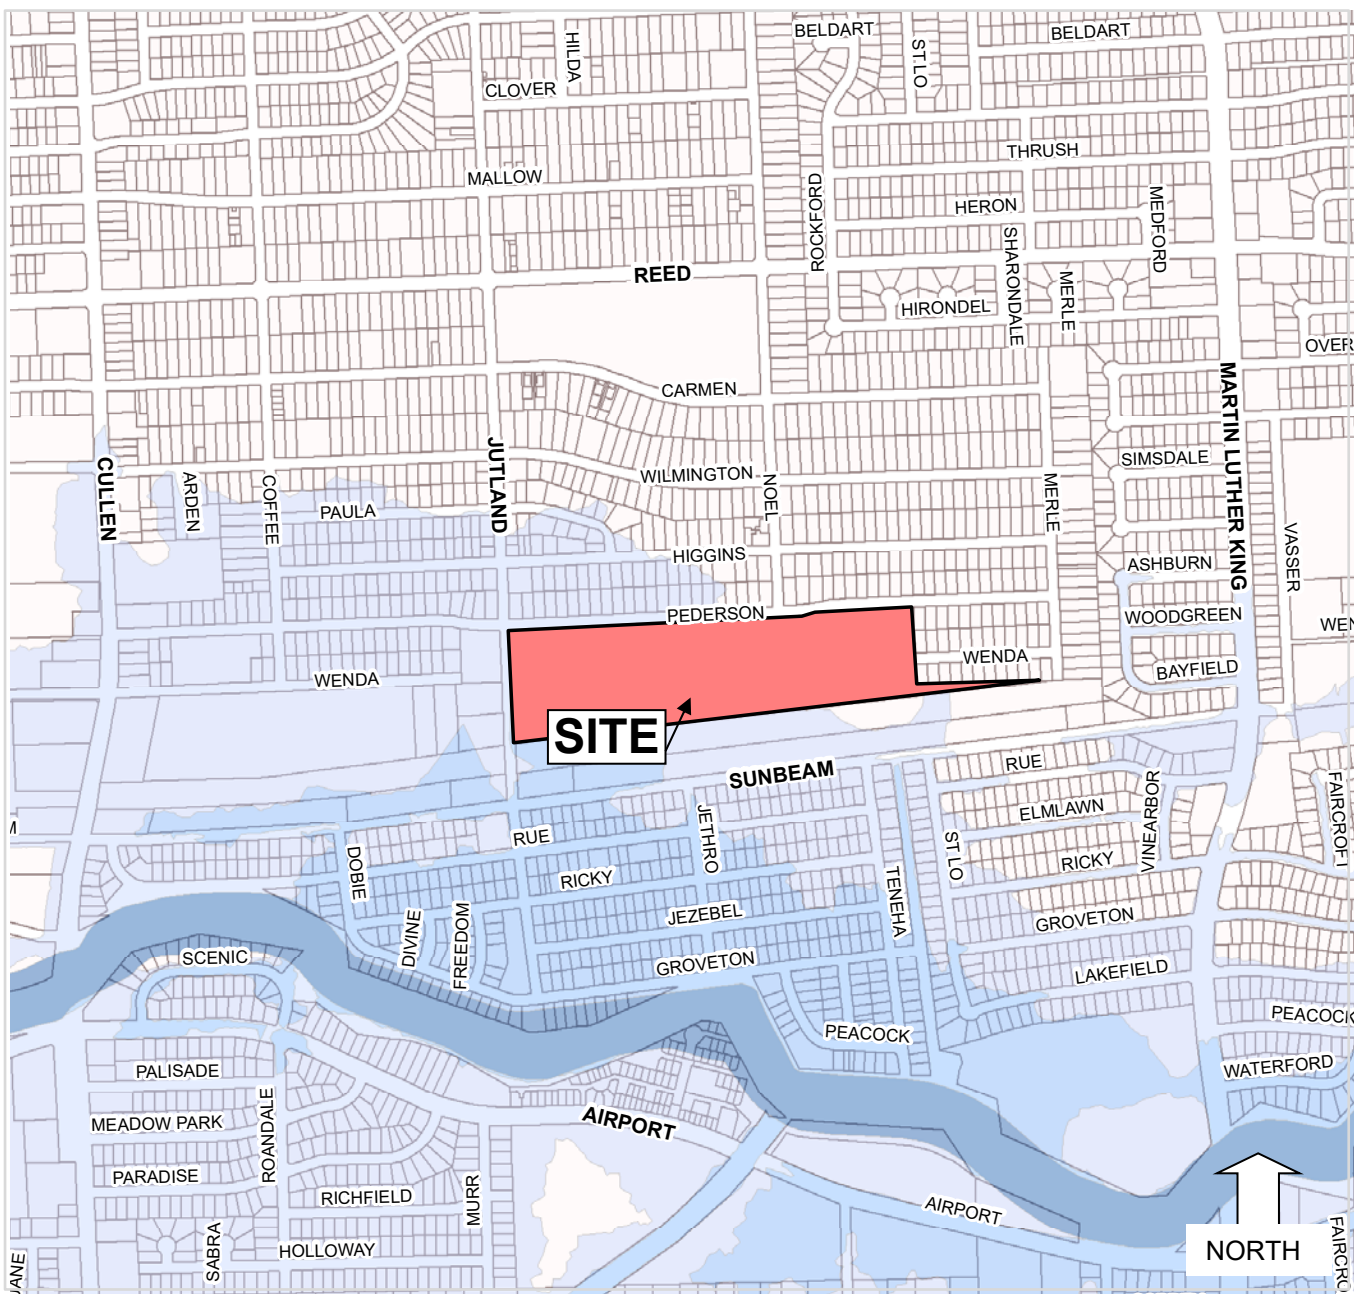 BELDART
BELDART
HILDA
ST.LO
CLOVER
THRUSH
MALLOW
ROCKFORD
HERON
MEDFORD
SHARONDALE
REED
MERLE
HIRONDEL
OVER
CARMEN
MARTIN LUTHER KING
JUTLAND
CULLEN
ARDEN
COFFEE
PAULA
WILMINGTON
NOEL
MERLE
SIMSDALE
VASSER
HIGGINS
ASHBURN
PEDERSON
WOODGREEN
WEN
WENDA
WENDA
BAYFIELD
SITE
SUNBEAM
RUE
FAIRCROFT
VINEARBOR
ELMLAWN
M
RUE
JETHRO
ST LO
RICKY
DOBIE
RICKY
TENEHA
DIVINE
FREEDOM
JEZEBEL
GROVETON
SCENIC
GROVETON
LAKEFIELD
PEACOCK
PEACOCK
PALISADE
WATERFORD
MEADOW PARK
ROANDALE
AIRPORT
PARADISE
RICHFIELD
MURR
AIRPORT
SABRA
HOLLOWAY
NORTH
FAIRCRO